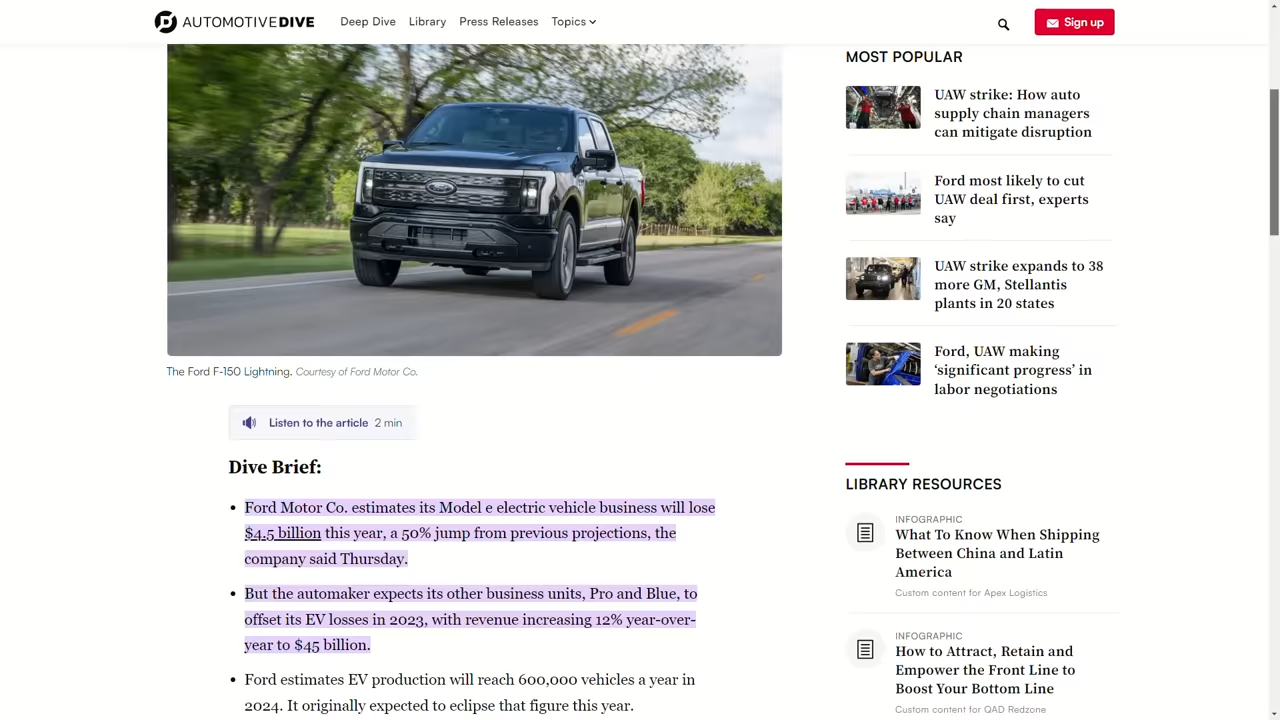 AUTOMOTIVEDIVE
Deep Dive
Library
Press Releases
Topics
Sign up
The Ford F-150 Lightning. Courtesy of Ford Motor Co.
Listen to the article 2 min
Dive Brief:
• Ford Motor Co. estimates its Model e electric vehicle business will lose
$4.5 billion this year, a 50% jump from previous projections, the
company said Thursday.
• But the automaker expects its other business units, Pro and Blue, to
offset its EV losses in 2023, with revenue increasing 12% year-over-
year to $45 billion.
• Ford estimates EV production will reach 600,000 vehicles a year in
2024. It originally expected to eclipse that figure this year.
MOST POPULAR
UAW strike: How auto
supply chain managers
can mitigate disruption
Ford most likely to cut
UAW deal first, experts
say
UAW strike expands to 38
more GM, Stellantis
plants in 20 states
Ford, UAW making
‘significant progress’ in
labor negotiations
LIBRARY RESOURCES
INFOGRAPHIC
What To Know When Shipping
Between China and Latin
America
Custom content for Apex Logistics
INFOGRAPHIC
How to Attract, Retain and
Empower the Front Line to
Boost Your Bottom Line
Custom content for QAD Redzone